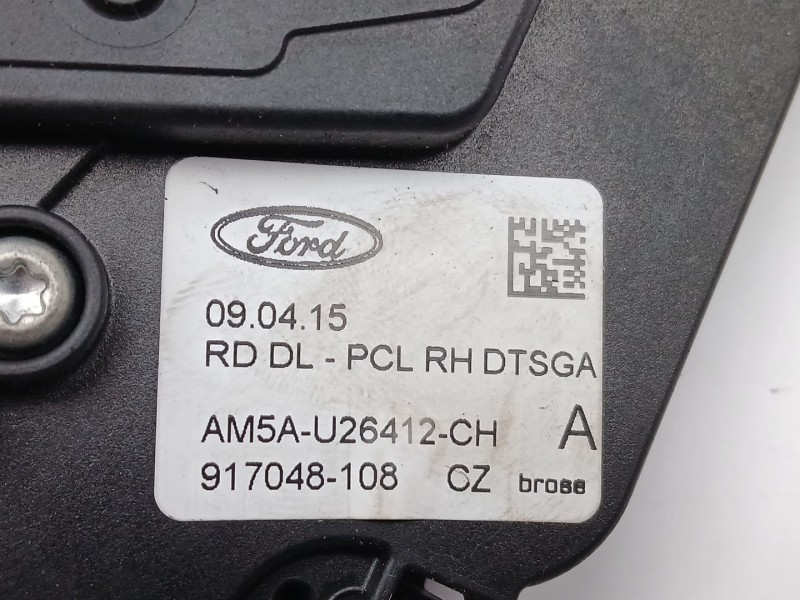 Ford
09.04.15
RD DL - PCL RH DTSGA
AM5A-U26412-CH A
917048-108 CZ brose